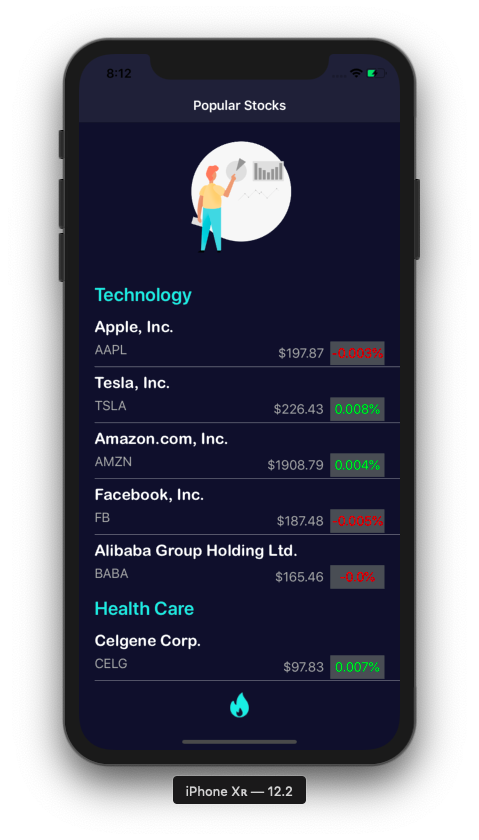 8:12
Popular Stocks
Technology
Apple, Inc.
AAPL $197.87 -0.003%
Tesla, Inc.
TSLA $226.43 0.008%
Amazon.com, Inc.
AMZN $1908.79 0.004%
Facebook, Inc.
FB $187.48 -0.005%
Alibaba Group Holding Ltd.
BABA $165.46 -0.0%
Health Care
Celgene Corp.
CELG $97.83 0.007%
iPhone Xʀ — 12.2